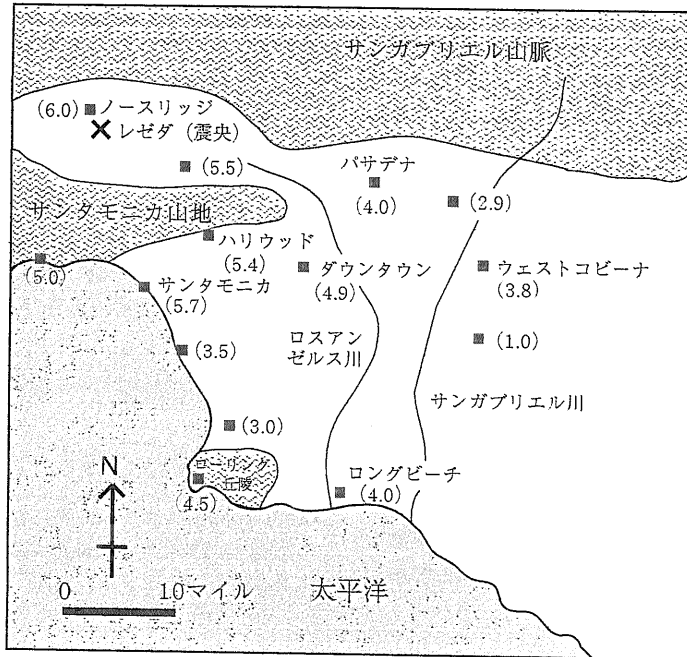 サンガブリエル山脈
(6.0) ノースリッジ
レゼダ (震央)
(5.5)
パサデナ
(4.0)
(2.9)
サンタモニカ山地
ハリウッド
(5.4)
ダウンタウン
(4.9)
ウェストコビーナ
(3.8)
(5.0)
サンタモニカ
(5.7)
ロスアン
ゼルス川
(3.5)
(1.0)
サンガブリエル川
(3.0)
ローリング
丘陵
(4.5)
ロングビーチ
(4.0)
N
0 10マイル
太平洋